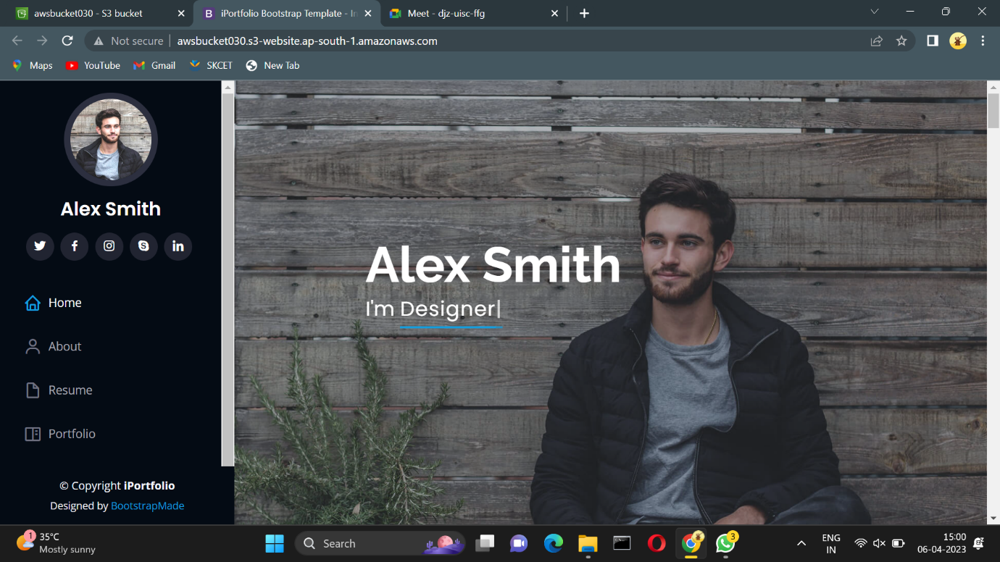 awsbucket030 - S3 bucket
iPortfolio Bootstrap Template - In
Meet - djz-uisc-ffg
Not secure
awsbucket030.s3-website.ap-south-1.amazonaws.com
Maps
YouTube
Gmail
SKCET
New Tab
Alex Smith
Home
About
Resume
Portfolio
© Copyright iPortfolio
Designed by BootstrapMade
Alex Smith
I'm Designer|
1
35°C
Mostly sunny
Search
3
ENG
IN
15:00
06-04-2023